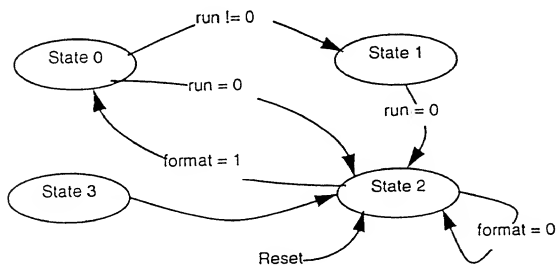 run != 0
State 0
State 1
run = 0
run = 0
format = 1
State 3
State 2
format = 0
Reset